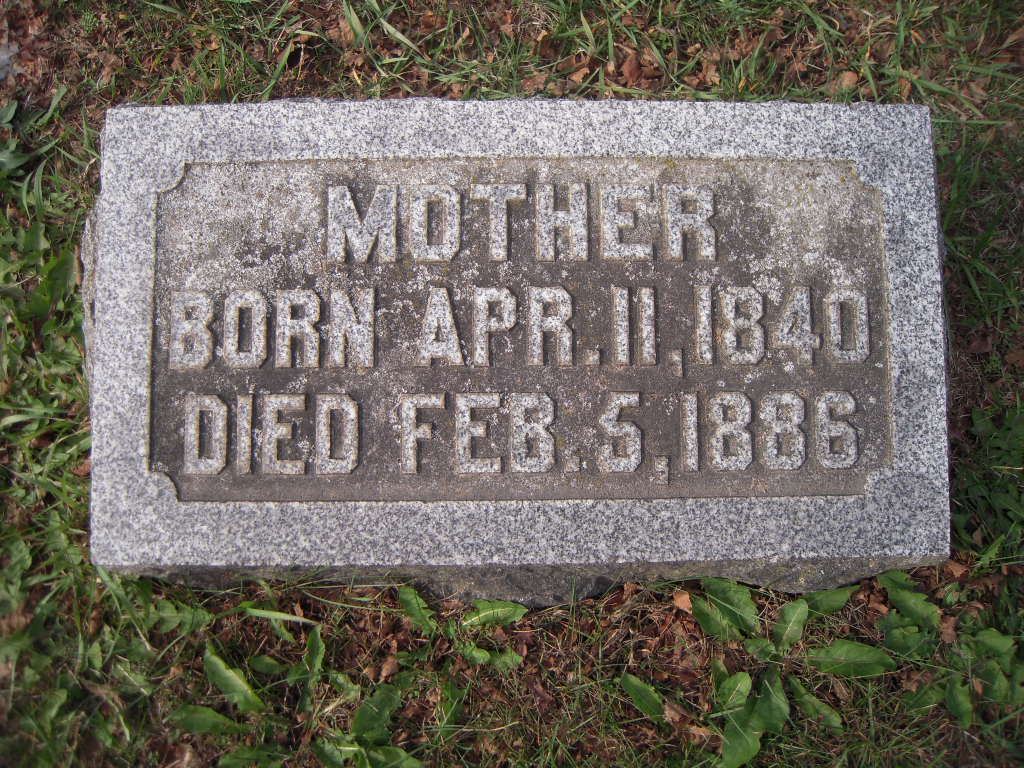 MOTHER
BORN APR. 11, 1840
DIED FEB. 5, 1886